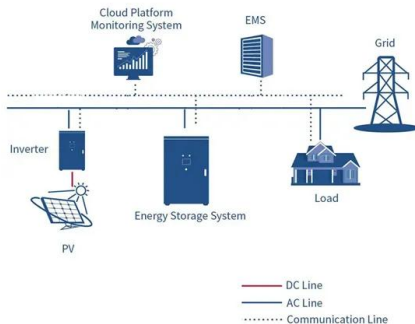 Cloud Platform
Monitoring System
EMS
Grid
Inverter
Energy Storage System
Load
PV
DC Line
AC Line
Communication Line